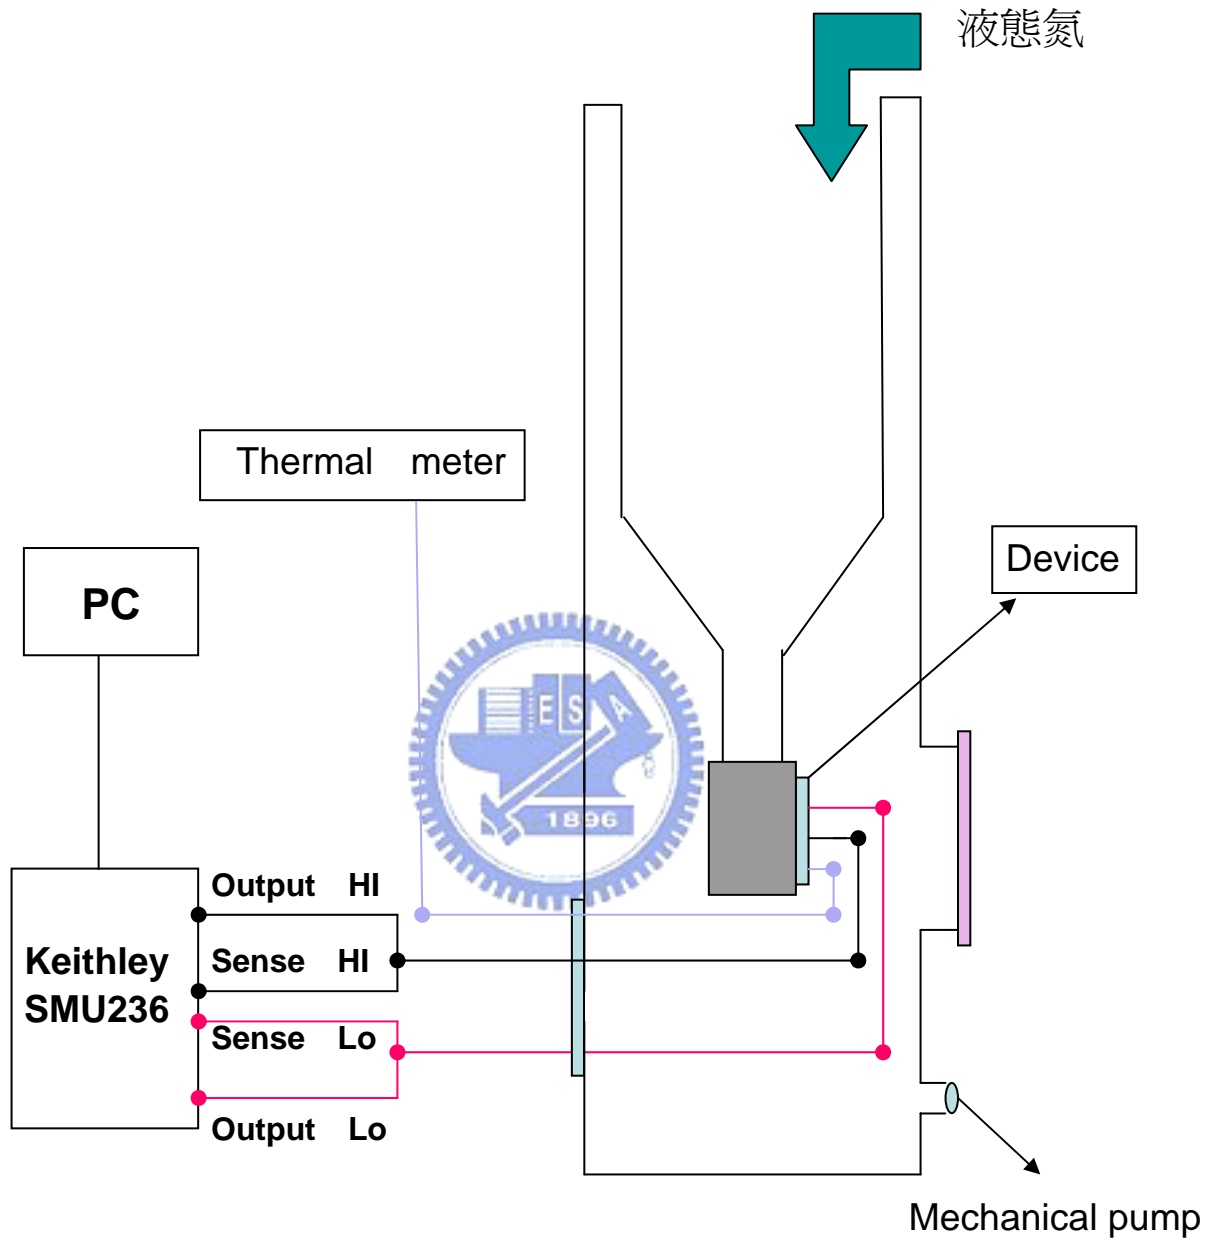 液態氮
Thermal meter
Device
PC
E S A
1896
Output HI
Keithley
SMU236
Sense HI
Sense Lo
Output Lo
Mechanical pump